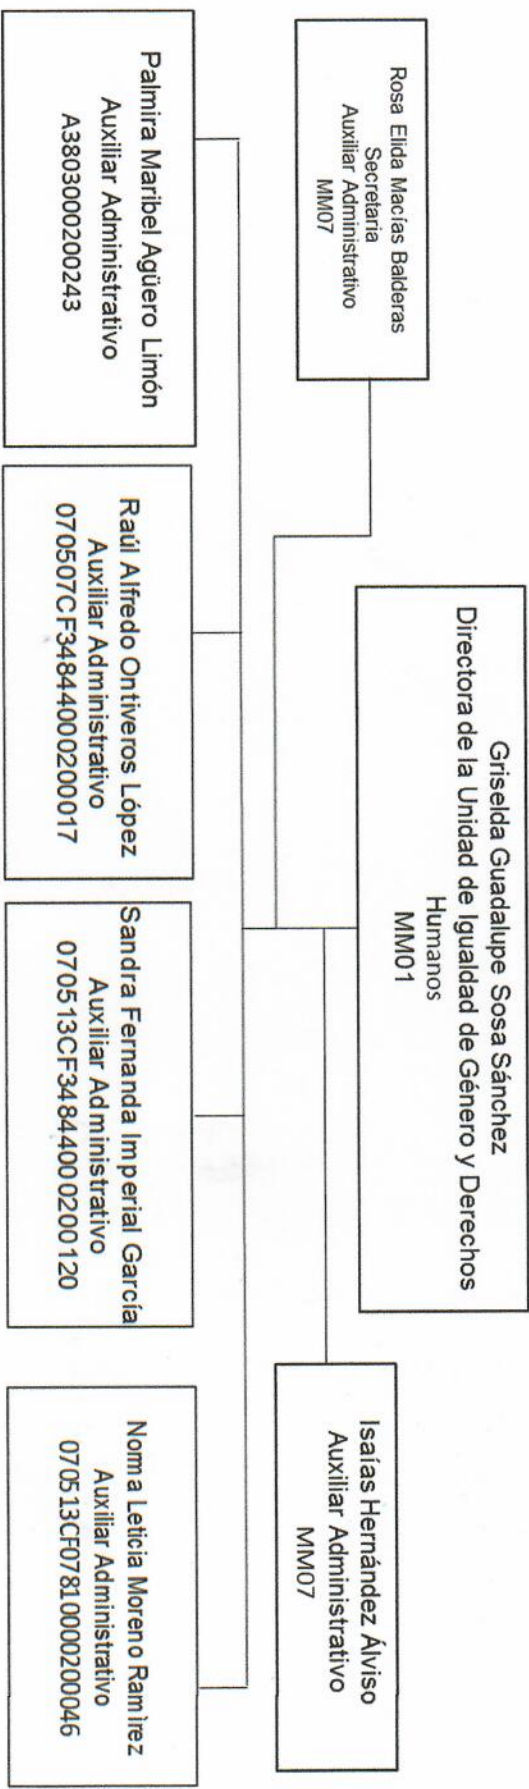 Griselda Guadalupe Sosa Sánchez
Directora de la Unidad de Igualdad de Género y Derechos
Humanos
MM01
Rosa Elida Macías Balderas
Secretaria
Auxiliar Administrativo
MM07
Isaías Hernández Álviso
Auxiliar Administrativo
MM07
Palmira Maribel Agüero Limón
Auxiliar Administrativo
A3803000200243
Raúl Alfredo Ontiveros López
Auxiliar Administrativo
070507CF34844000200017
Sandra Fernanda Imperial García
Auxiliar Administrativo
070513CF34844000200120
Norma Leticia Moreno Ramìrez
Auxiliar Administrativo
070513CF07810000200046